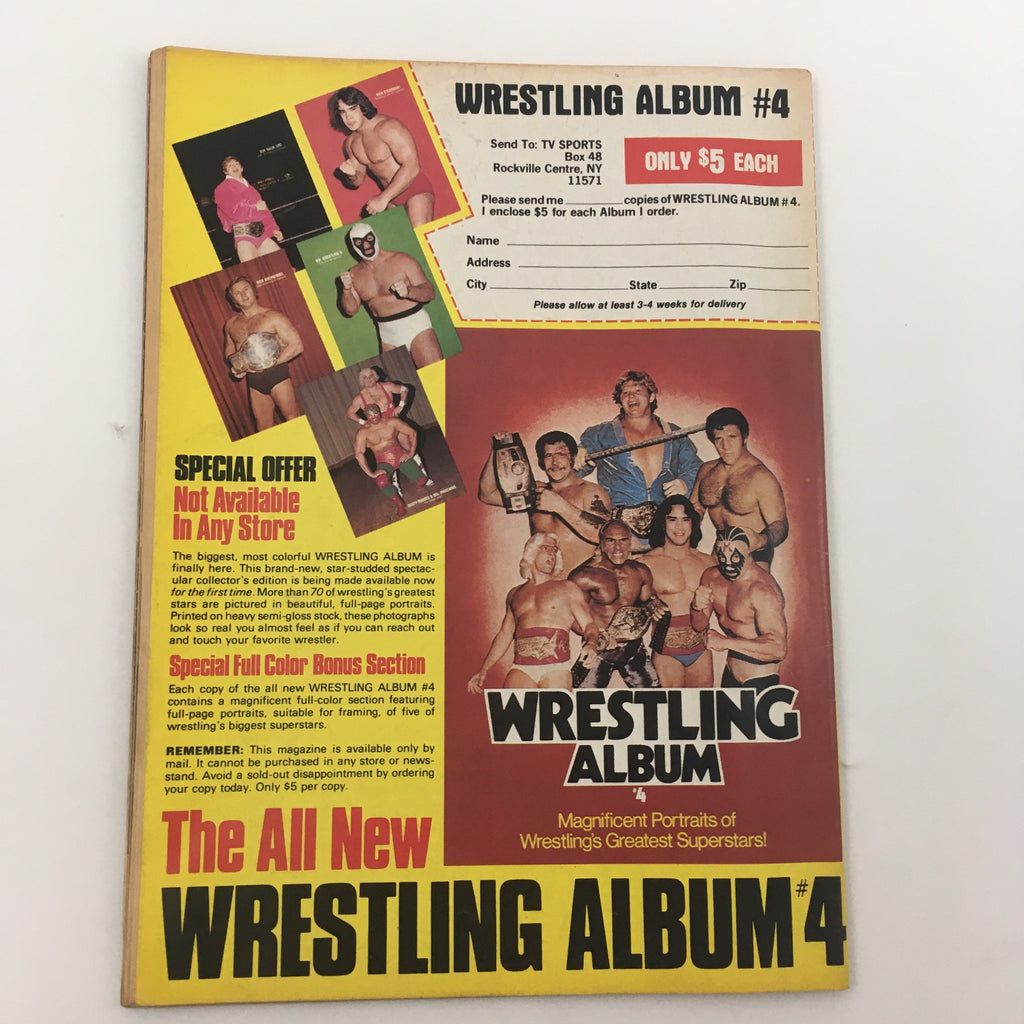 WRESTLING ALBUM #4
Send To: TV SPORTS
Box 48
Rockville Centre, NY
11571
ONLY $5 EACH
Please send me ______ copies of WRESTLING ALBUM #4.
I enclose $5 for each Album I order.
Name
Address
City State Zip
Please allow at least 3-4 weeks for delivery
SPECIAL OFFER
Not Available
In Any Store
The biggest, most colorful WRESTLING ALBUM is
finally here. This brand-new, star-studded spectac-
ular collector's edition is being made available now
for the first time. More than 70 of wrestling's greatest
stars are pictured in beautiful, full-page portraits.
Printed on heavy semi-gloss stock, these photographs
look so real you almost feel as if you can reach out
and touch your favorite wrestler.
Special Full Color Bonus Section
Each copy of the all new WRESTLING ALBUM #4
contains a magnificent full-color section featuring
full-page portraits, suitable for framing, of five of
wrestling's biggest superstars.
REMEMBER: This magazine is available only by
mail. It cannot be purchased in any store or news-
stand. Avoid a sold-out disappointment by ordering
your copy today. Only $5 per copy.
WRESTLING
ALBUM
#4
Magnificent Portraits of
Wrestling's Greatest Superstars!
The All New
WRESTLING ALBUM #4